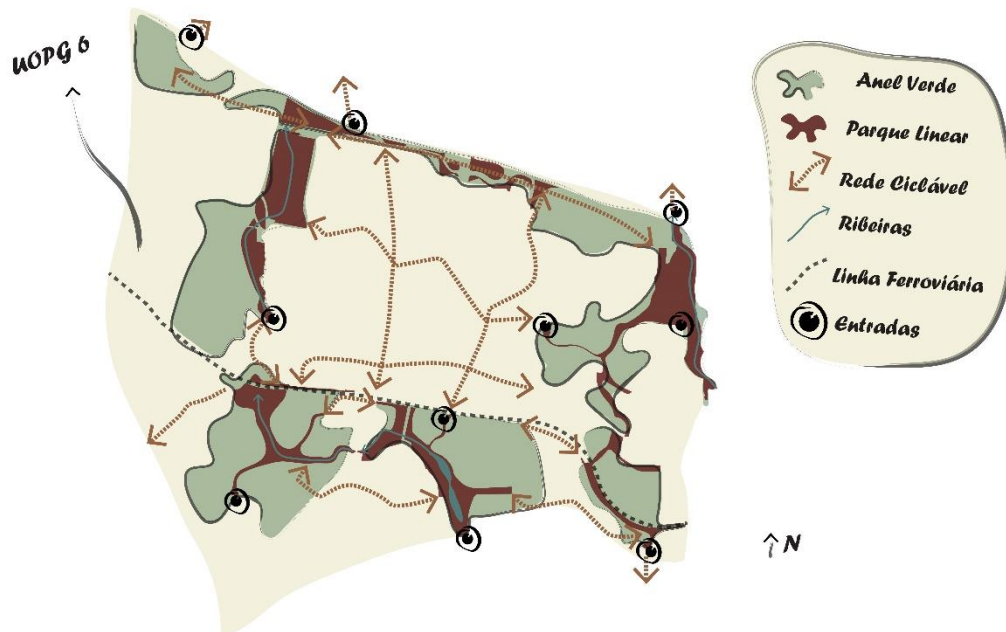 UOPG 6
Anel Verde
Parque Linear
Rede Ciclável
Ribeiras
Linha Ferroviária
Entradas
N